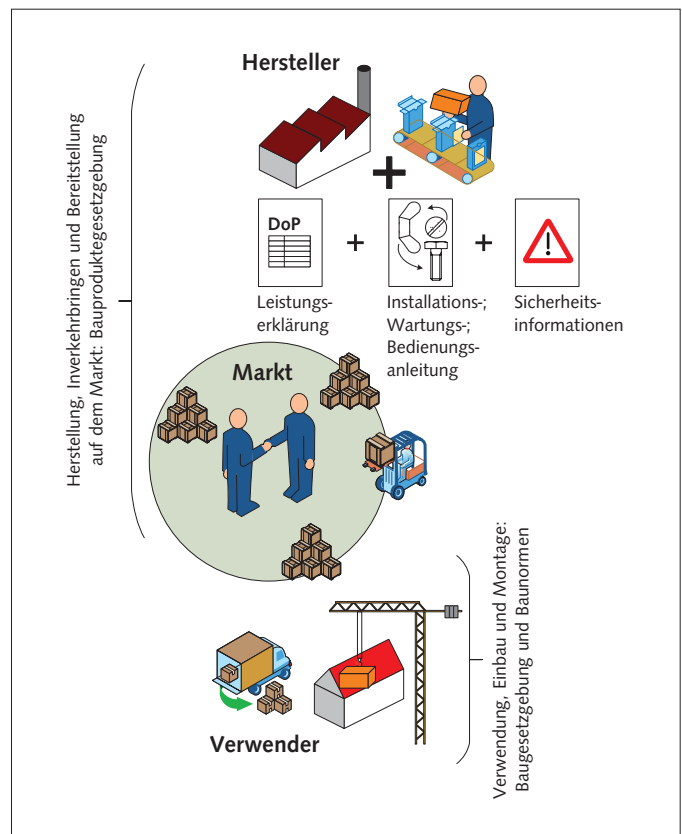 Hersteller
Herstellung, Inverkehrbringen und Bereitstellung
auf dem Markt: Bauproduktegesetzgebung
DoP
Leistungs-
erklärung
Installations-;
Wartungs-;
Bedienungs-
anleitung
Sicherheits-
informationen
Markt
Verwendung, Einbau und Montage:
Baugesetzgebung und Baunormen
Verwender